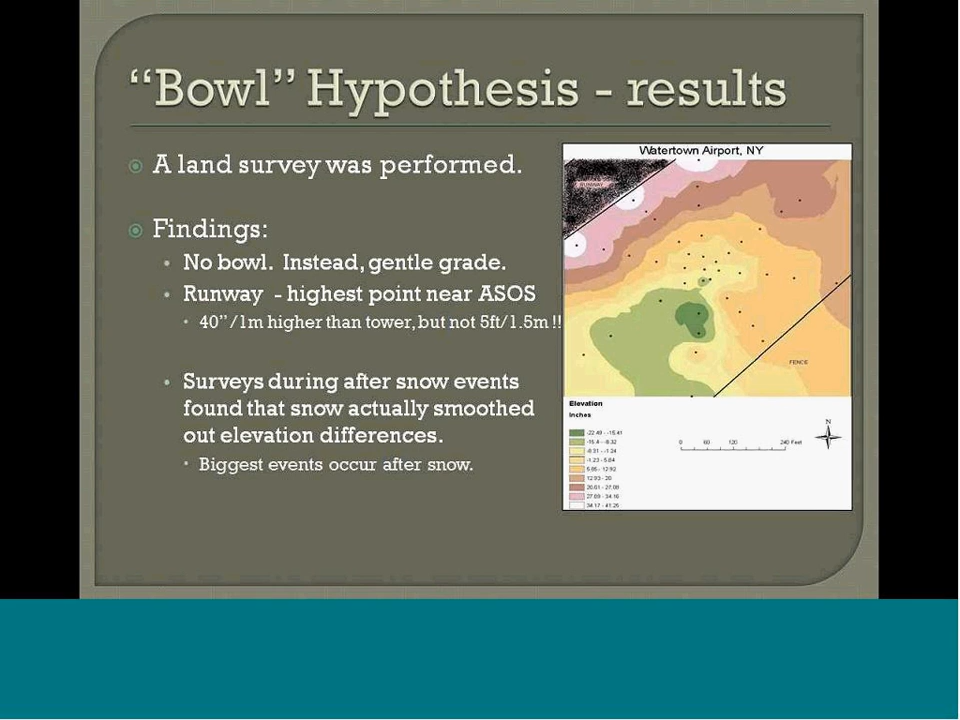 “Bowl” Hypothesis - results
A land survey was performed.
Findings:
No bowl. Instead, gentle grade.
Runway - highest point near ASOS
40”/1m higher than tower, but not 5ft/1.5m !!
Surveys during after snow events
found that snow actually smoothed
out elevation differences.
Biggest events occur after snow.
Watertown Airport, NY
RUNWAY
FENCE
Elevation
Inches
-22.49 - -15.41
-15.4 - -8.32
-8.31 - -1.24
-1.23 - 5.84
5.85 - 12.92
12.93 - 20
20.01 - 27.08
27.09 - 34.16
34.17 - 41.25
0 60 120 240 Feet
N